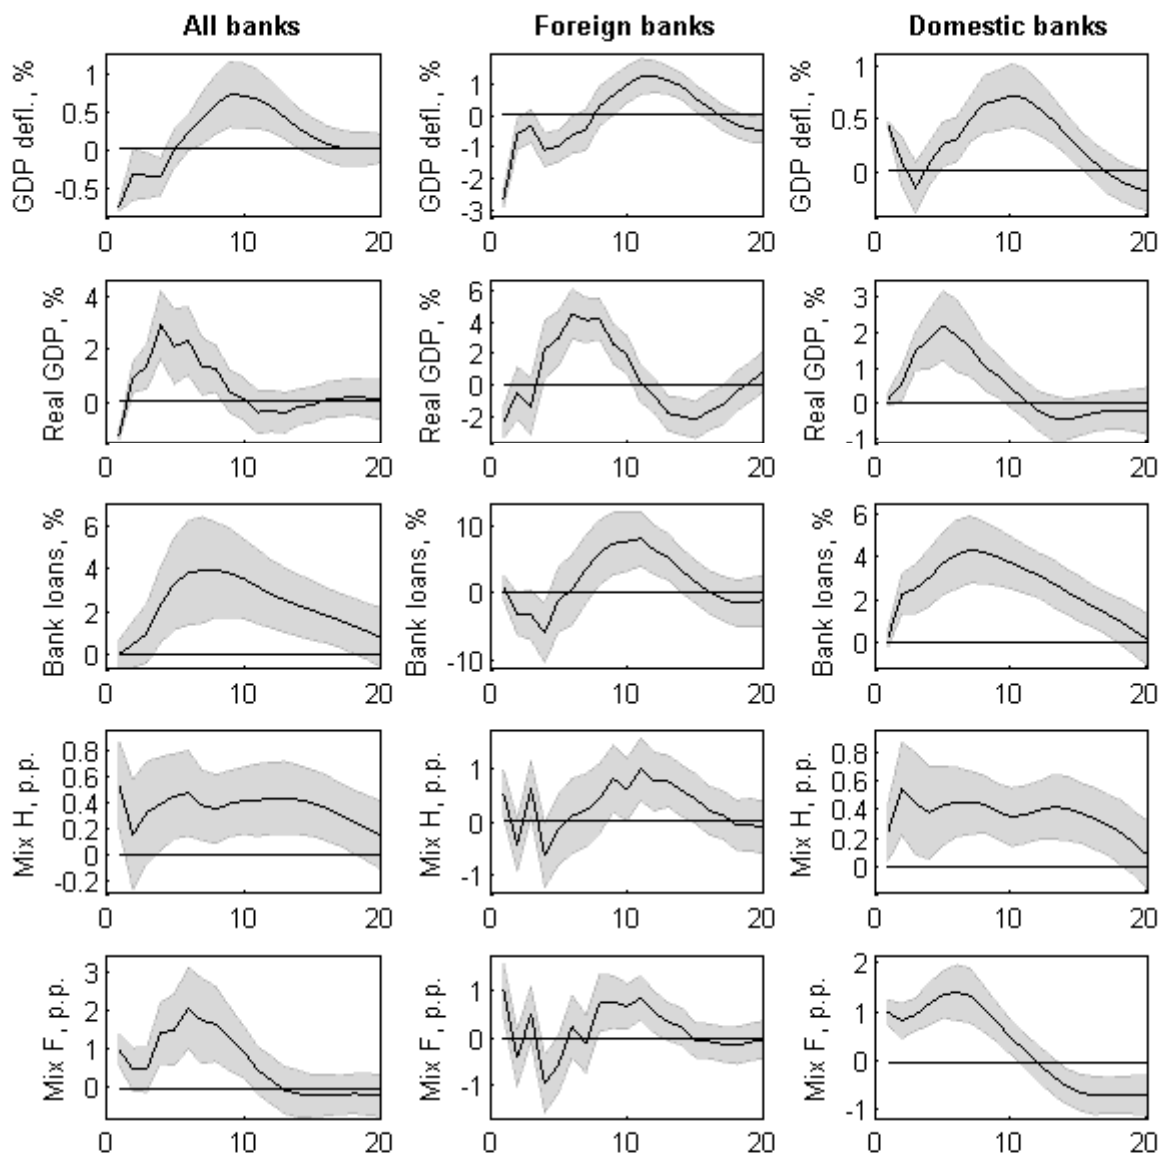 All banks Foreign banks Domestic banks
GDP defl., % 1 0.5 0 -0.5 0 10 20
GDP defl., % 1 0 -1 -2 -3 0 10 20
GDP defl., % 1 0.5 0 0 10 20
Real GDP, % 4 2 0 0 10 20
Real GDP, % 6 4 2 0 -2 0 10 20
Real GDP, % 3 2 1 0 -1 0 10 20
Bank loans, % 6 4 2 0 0 10 20
Bank loans, % 10 0 -10 0 10 20
Bank loans, % 6 4 2 0 0 10 20
Mix H, p.p. 0.8 0.6 0.4 0.2 0 -0.2 0 10 20
Mix H, p.p. 1 0 -1 0 10 20
Mix H, p.p. 0.8 0.6 0.4 0.2 0 0 10 20
Mix F, p.p. 3 2 1 0 0 10 20
Mix F, p.p. 1 0 -1 0 10 20
Mix F, p.p. 2 1 0 -1 0 10 20